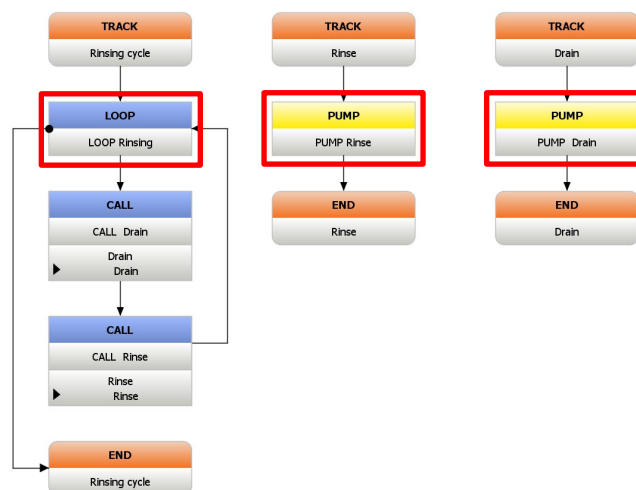 TRACK
Rinsing cycle
LOOP
LOOP Rinsing
CALL
CALL Drain
Drain
Drain
CALL
CALL Rinse
Rinse
Rinse
END
Rinsing cycle
TRACK
Rinse
PUMP
PUMP Rinse
END
Rinse
TRACK
Drain
PUMP
PUMP Drain
END
Drain